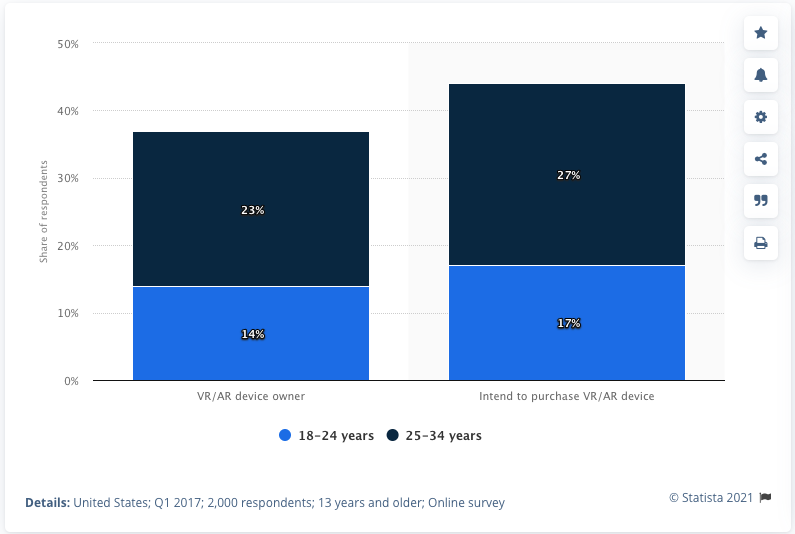 50%
40%
30%
20%
10%
0%
Share of respondents
23%
14%
27%
17%
VR/AR device owner
Intend to purchase VR/AR device
18–24 years
25–34 years
Details: United States; Q1 2017; 2,000 respondents; 13 years and older; Online survey
© Statista 2021